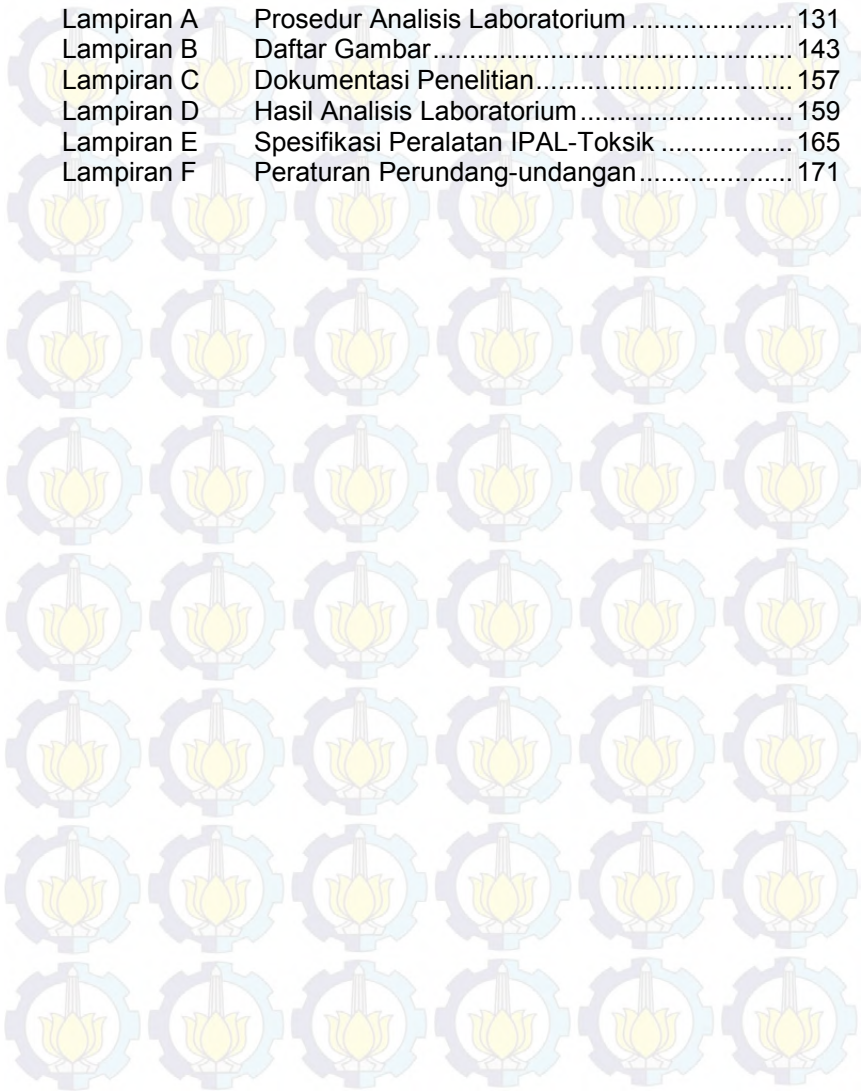 Lampiran A Prosedur Analisis Laboratorium ..................... 131
Lampiran B Daftar Gambar ............................................... 143
Lampiran C Dokumentasi Penelitian .................................. 157
Lampiran D Hasil Analisis Laboratorium ............................ 159
Lampiran E Spesifikasi Peralatan IPAL-Toksik .................. 165
Lampiran F Peraturan Perundang-undangan ..................... 171